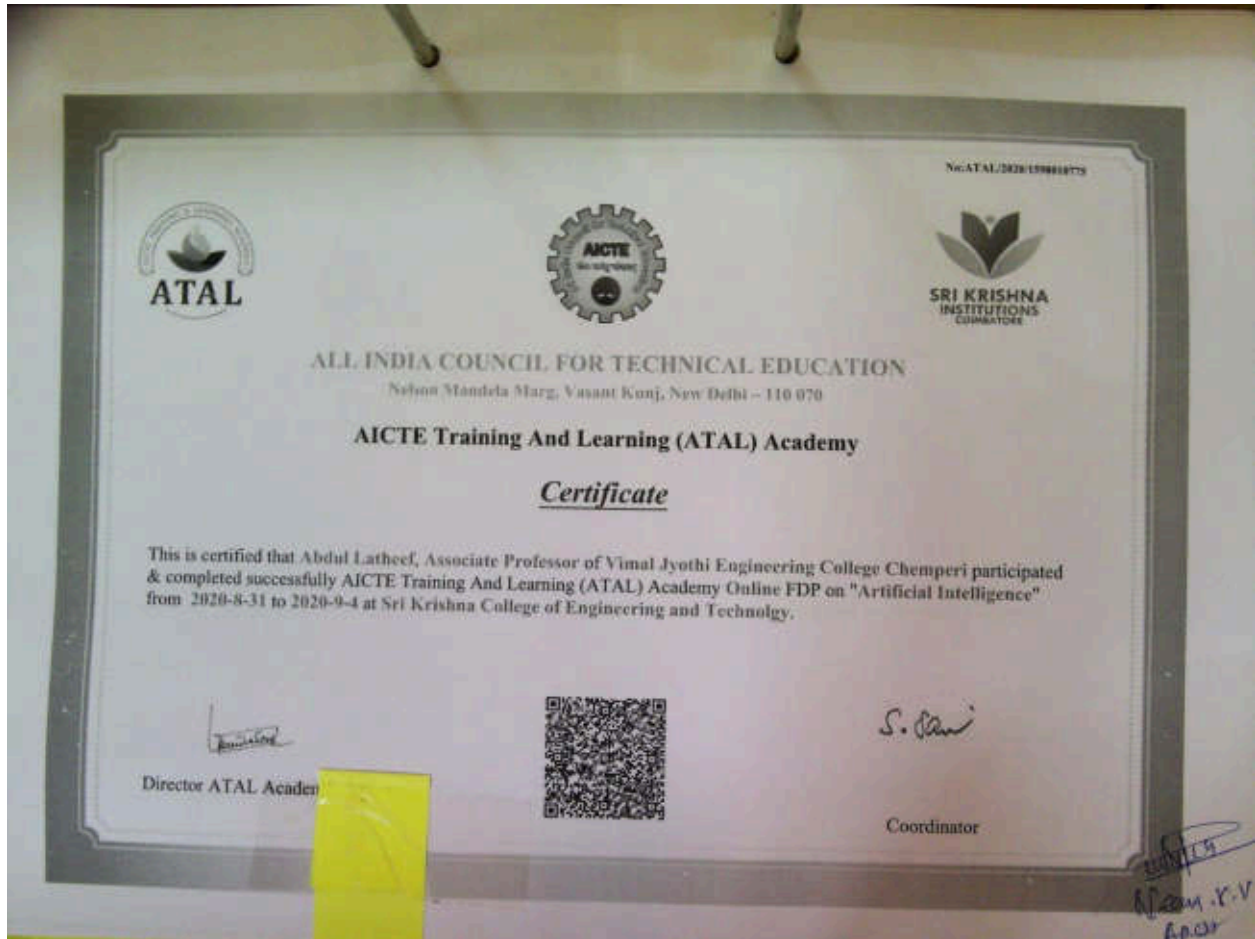 No:ATAL/2020/1598810775
ATAL
AICTE
SRI KRISHNA
INSTITUTIONS
COIMBATORE
ALL INDIA COUNCIL FOR TECHNICAL EDUCATION
Nelson Mandela Marg, Vasant Kunj, New Delhi – 110 070
AICTE Training And Learning (ATAL) Academy
Certificate
This is certified that Abdul Latheef, Associate Professor of Vimal Jyothi Engineering College Chemperi participated
& completed successfully AICTE Training And Learning (ATAL) Academy Online FDP on "Artificial Intelligence"
from 2020-8-31 to 2020-9-4 at Sri Krishna College of Engineering and Technolgy.
Director ATAL Academ
Coordinator